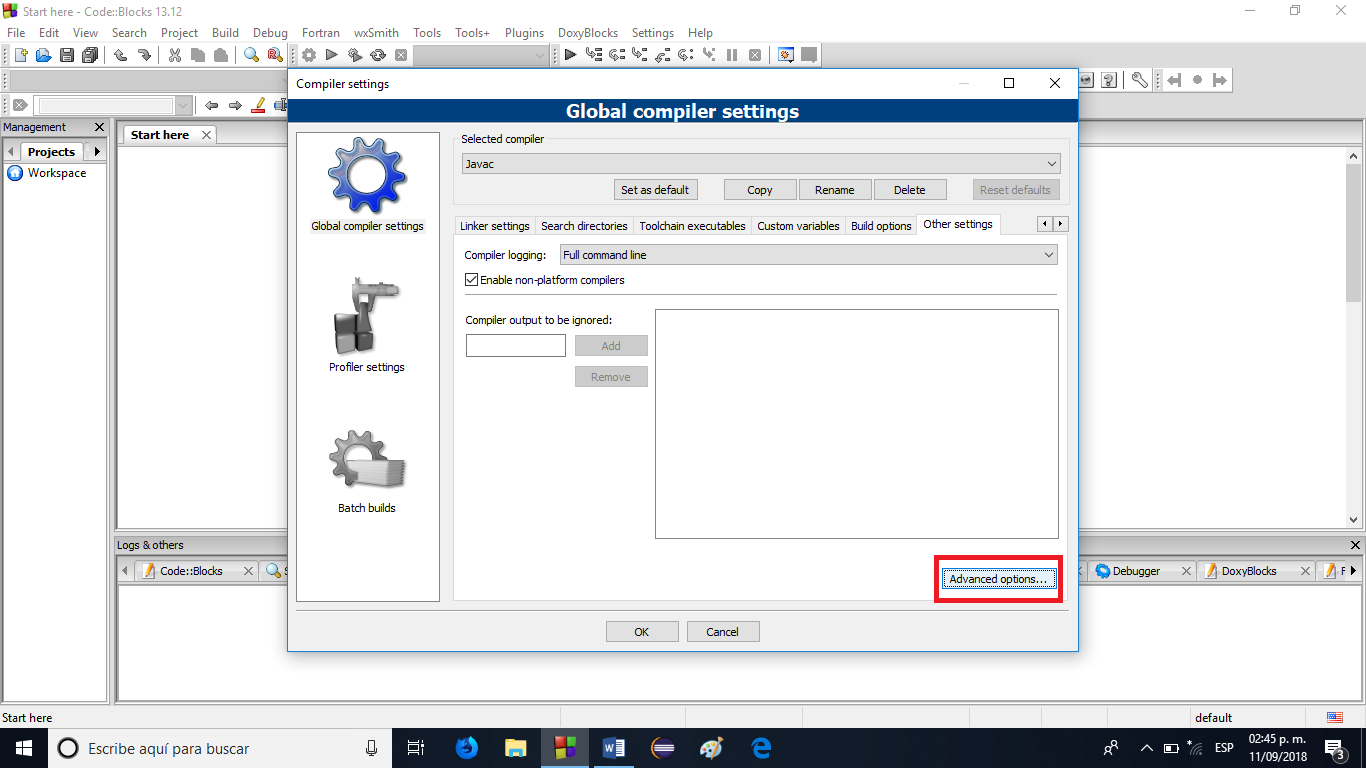 Start here - Code::Blocks 13.12
File Edit View Search Project Build Debug Fortran wxSmith Tools Tools+ Plugins DoxyBlocks Settings Help
Compiler settings
Global compiler settings
Management
Projects
Workspace
Start here
Global compiler settings
Profiler settings
Batch builds
Selected compiler
Javac
Set as default Copy Rename Delete Reset defaults
Linker settings Search directories Toolchain executables Custom variables Build options Other settings
Compiler logging: Full command line
Enable non-platform compilers
Compiler output to be ignored:
Add
Remove
Advanced options...
OK Cancel
Logs & others
Code::Blocks Debugger DoxyBlocks
Start here default
Escribe aquí para buscar
ESP
02:45 p. m.
11/09/2018
3